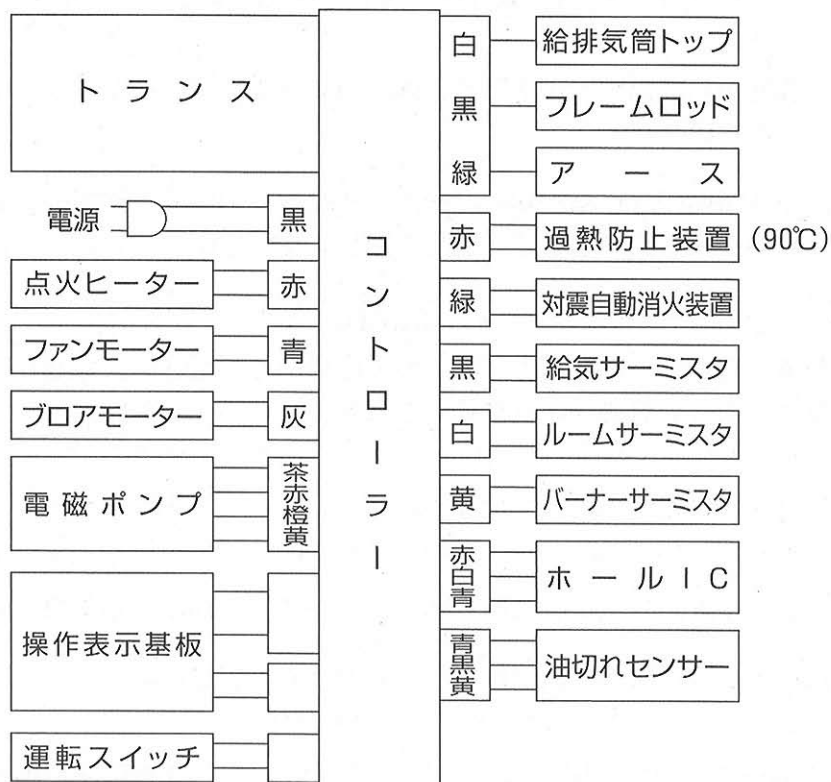 トランス
電源
黒
点火ヒーター
赤
ファンモーター
青
ブロアモーター
灰
電磁ポンプ
茶
赤
橙
黄
操作表示基板
運転スイッチ
コントローラー
白
給排気筒トップ
黒
フレームロッド
緑
アース
赤
過熱防止装置 (90℃)
緑
対震自動消火装置
黒
給気サーミスタ
白
ルームサーミスタ
黄
バーナーサーミスタ
赤
白
青
ホールIC
青
黒
黄
油切れセンサー